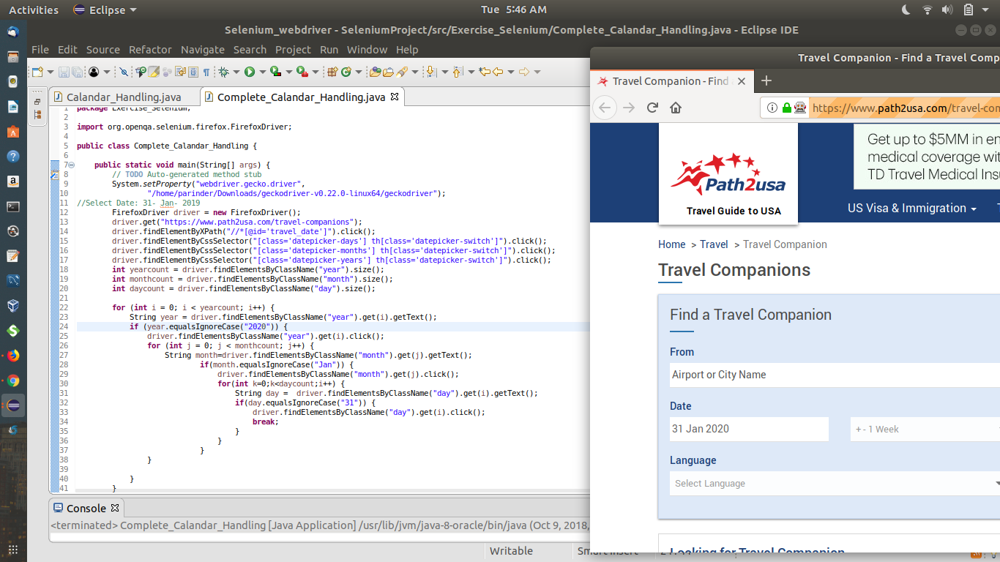 Activities Eclipse Tue 5:46 AM
Selenium_webdriver - SeleniumProject/src/Exercise_Selenium/Complete_Calandar_Handling.java - Eclipse IDE
File Edit Source Refactor Navigate Search Project Run Window Help
Calandar_Handling.java Complete_Calandar_Handling.java
1 package Exercise_Selenium;
2
3 import org.openqa.selenium.firefox.FirefoxDriver;
4
5 public class Complete_Calandar_Handling {
6
7 public static void main(String[] args) {
8 // TODO Auto-generated method stub
9 System.setProperty("webdriver.gecko.driver",
10 "/home/parinder/Downloads/geckodriver-v0.22.0-linux64/geckodriver");
11 //Select Date: 31- Jan- 2019
12 FirefoxDriver driver = new FirefoxDriver();
13 driver.get("https://www.path2usa.com/travel-companions");
14 driver.findElementByXPath("//*[@id='travel_date']").click();
15 driver.findElementByCssSelector("[class='datepicker-days'] th[class='datepicker-switch']").click();
16 driver.findElementByCssSelector("[class='datepicker-months'] th[class='datepicker-switch']").click();
17 driver.findElementByCssSelector("[class='datepicker-years'] th[class='datepicker-switch']").click();
18 int yearcount = driver.findElementsByClassName("year").size();
19 int monthcount = driver.findElementsByClassName("month").size();
20 int daycount = driver.findElementsByClassName("day").size();
21
22 for (int i = 0; i < yearcount; i++) {
23 String year = driver.findElementsByClassName("year").get(i).getText();
24 if (year.equalsIgnoreCase("2020")) {
25 driver.findElementsByClassName("year").get(i).click();
26 for (int j = 0; j < monthcount; j++) {
27 String month=driver.findElementsByClassName("month").get(j).getText();
28 if(month.equalsIgnoreCase("Jan")) {
29 driver.findElementsByClassName("month").get(j).click();
30 for(int k=0;k<daycount;i++) {
31 String day = driver.findElementsByClassName("day").get(i).getText();
32 if(day.equalsIgnoreCase("31")) {
33 driver.findElementsByClassName("day").get(i).click();
34 break;
35 }
36 }
37 }
38 }
39
40 }
41 }
Console
<terminated> Complete_Calandar_Handling [Java Application] /usr/lib/jvm/java-8-oracle/bin/java (Oct 9, 2018,
Writable Smart Insert
Travel Companion - Find a Travel Comp
Travel Companion - Find
https://www.path2usa.com/travel-com
Path2usa
Travel Guide to USA
Get up to $5MM in en
medical coverage wit
TD Travel Medical Insu
US Visa & Immigration
Home > Travel > Travel Companion
Travel Companions
Find a Travel Companion
From
Airport or City Name
Date
31 Jan 2020 + - 1 Week
Language
Select Language
Looking for Travel Companion